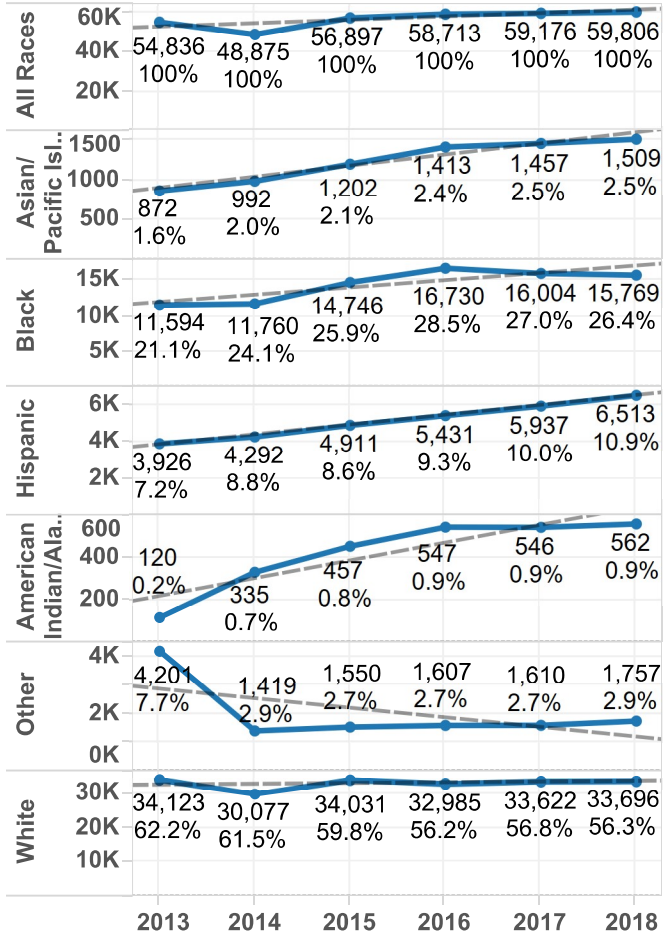 All Races
60K
40K
20K
54,836 48,875 56,897 58,713 59,176 59,806
100% 100% 100% 100% 100% 100%
Asian/
Pacific Isl..
1500
1000
500
872 992 1,202 1,413 1,457 1,509
1.6% 2.0% 2.1% 2.4% 2.5% 2.5%
Black
15K
10K
5K
11,594 11,760 14,746 16,730 16,004 15,769
21.1% 24.1% 25.9% 28.5% 27.0% 26.4%
Hispanic
6K
4K
2K
3,926 4,292 4,911 5,431 5,937 6,513
7.2% 8.8% 8.6% 9.3% 10.0% 10.9%
American
Indian/Ala..
600
400
200
120 335 457 547 546 562
0.2% 0.7% 0.8% 0.9% 0.9% 0.9%
Other
4K
2K
0K
4,201 1,419 1,550 1,607 1,610 1,757
7.7% 2.9% 2.7% 2.7% 2.7% 2.9%
White
30K
20K
10K
34,123 30,077 34,031 32,985 33,622 33,696
62.2% 61.5% 59.8% 56.2% 56.8% 56.3%
2013 2014 2015 2016 2017 2018